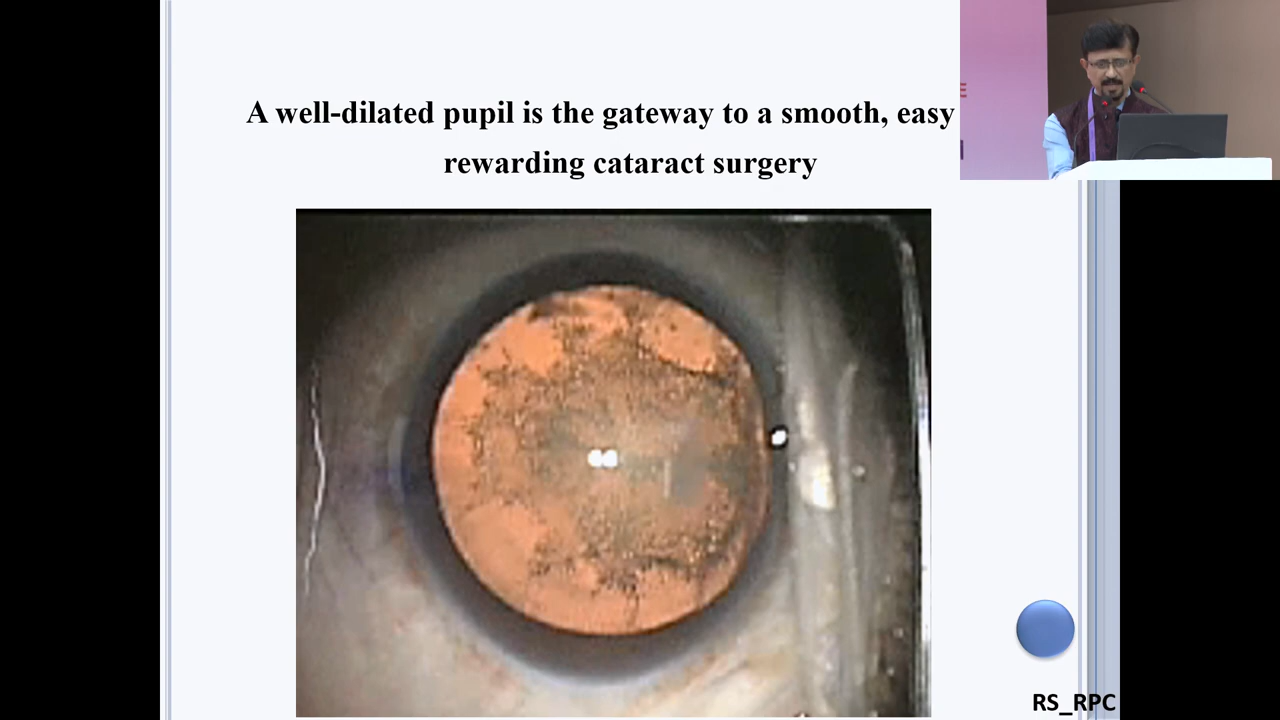 A well-dilated pupil is the gateway to a smooth, easy
rewarding cataract surgery
RS_RPC